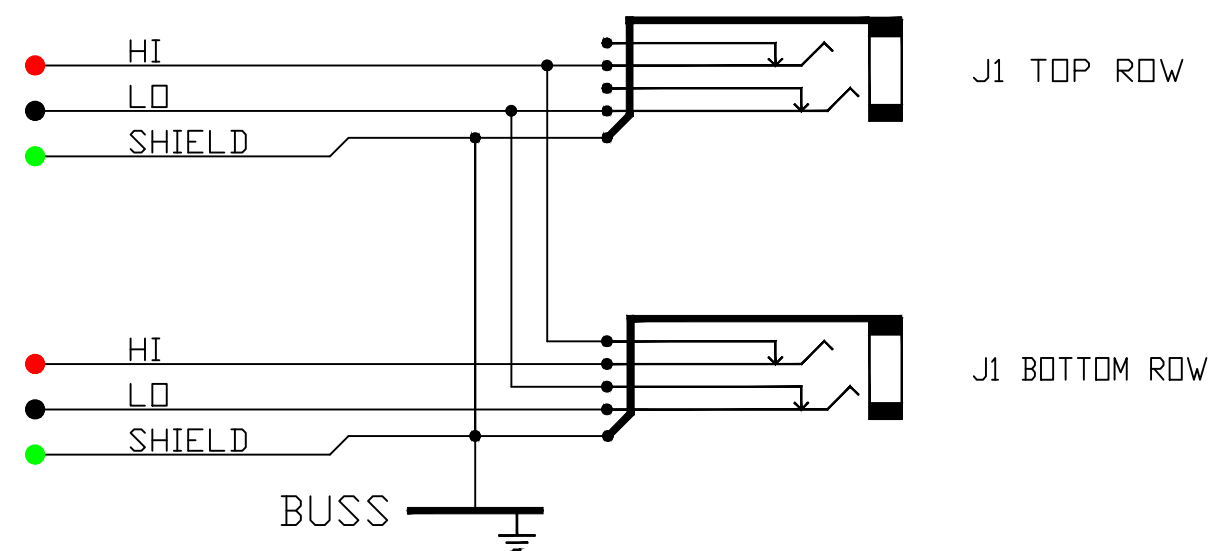 HI
LO
SHIELD
J1 TOP ROW
HI
LO
SHIELD
J1 BOTTOM ROW
BUSS